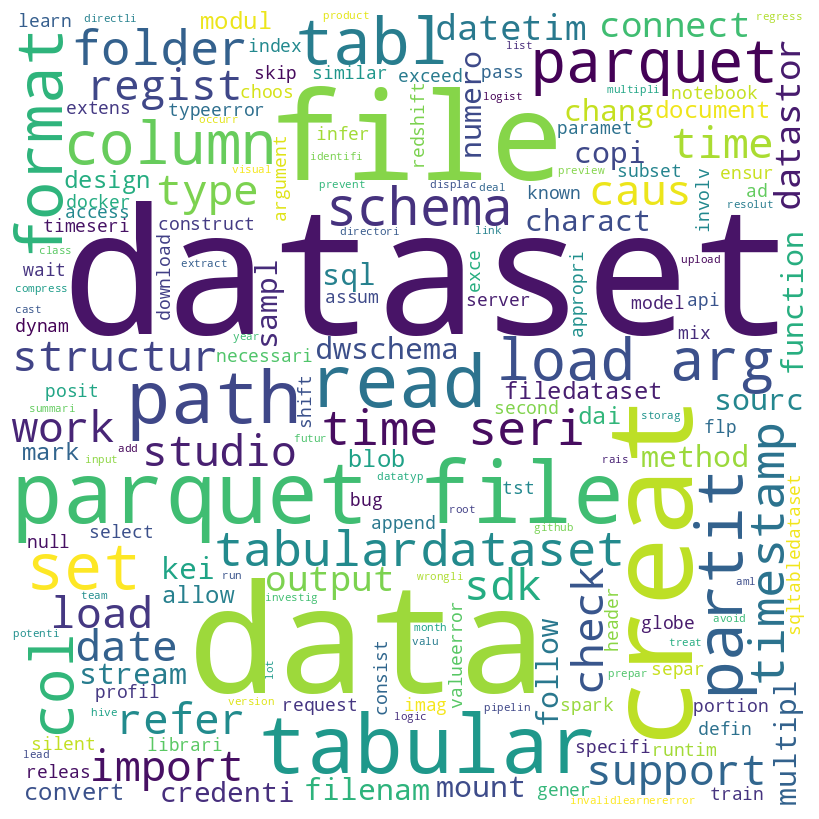 learn
directli
modul
product
list
datetim
connect
regress
folder
index
tabl
parquet
skip
similar
exceed
pass
logist
multipli
regist
choos
numero
notebook
format
extens
typeerror
occurr
file
redshift
chang
document
datastor
column
infer
argument
paramet
time
visual
identifi
copi
design
type
prevent
displac
deal
known
subset
ensur
docker
access
caus
involv
ad
resolut
schema
timeseri
construct
directori
link
charact
class
wait
download
extract
dataset
exce
appropri
upload
function
compress
sampl
sql
assum
server
model
api
cast
dynam
year
mix
structur
necessari
dwschema
load arg
posit
shift
read
filedataset
sourc
summari
path
second
dai
storag
flp
work
add
time seri
creat
mark
futur
studio
blob
rais
method
input
datatyp
tst
partit
timestamp
parquet file
bug
root
null
select
append
github
sqltabledataset
set
run
tabulardataset
wrongli
aml
team
kei
output
investig
sdk
check
avoid
header
allow
load
month
valu
valueerror
globe
treat
potenti
date
data
follow
prepar
col
stream
separ
profil
lot
consist
version
request
imag
pipelin
spark
portion
hive
refer
logic
defin
silent
librari
tabular
specifi
runtim
multipl
lead
releas
import
support
convert
credenti
filenam
mount
gener
train
invalidlearnererror